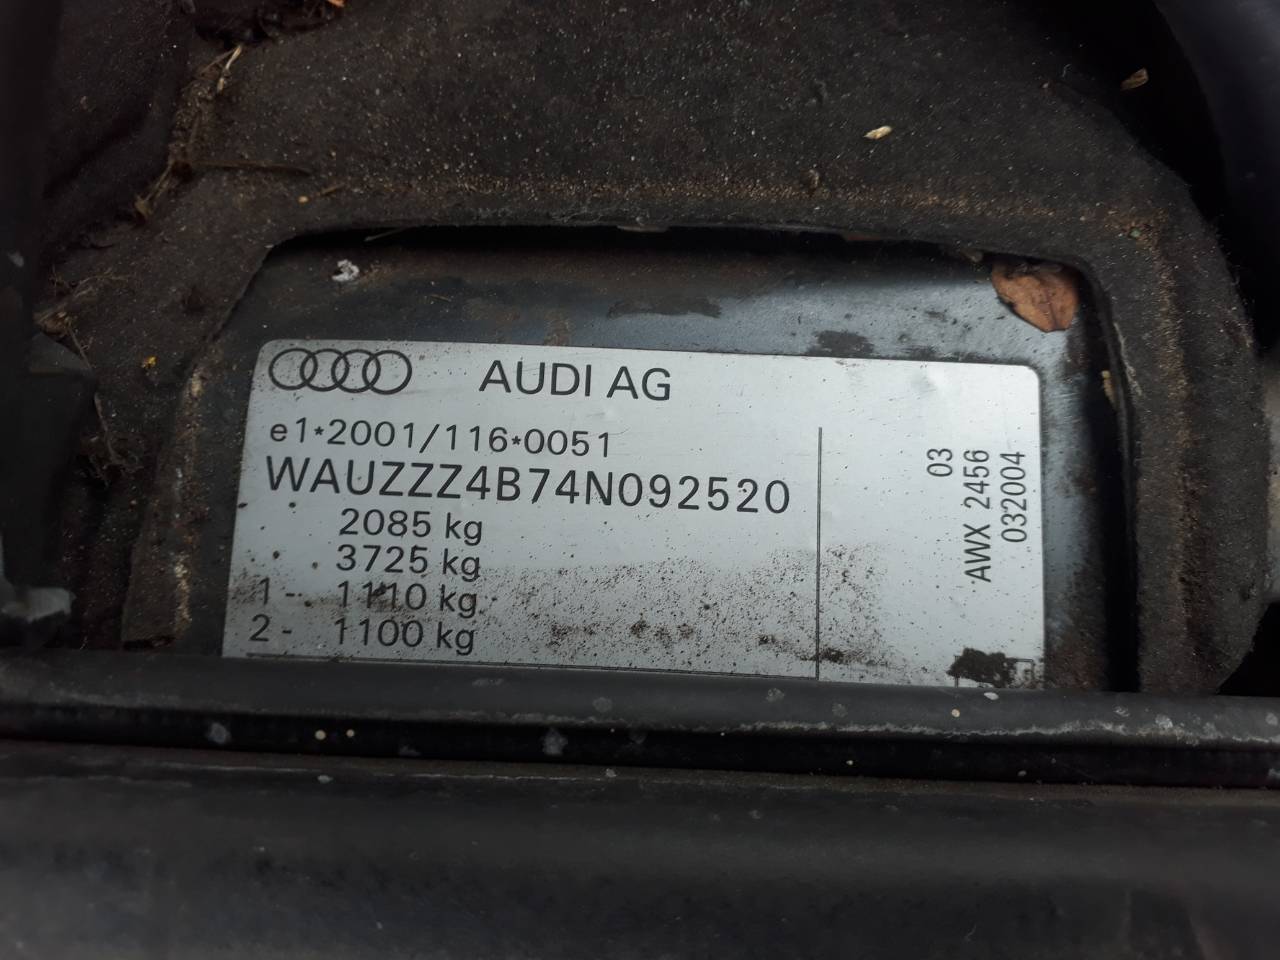 AUDI AG
e1*2001/116*0051
WAUZZZ4B74N092520
2085 kg
3725 kg
1 - 1110 kg
2 - 1100 kg
03
AWX 2456
032004